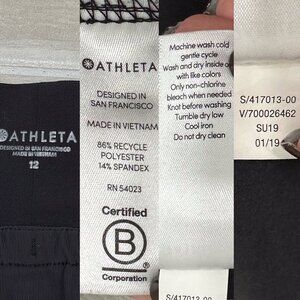 ATHLETA
DESIGNED IN SAN FRANCISCO
MADE IN VIETNAM
12
ATHLETA
DESIGNED IN
SAN FRANCISCO
MADE IN VIETNAM
86% RECYCLE
POLYESTER
14% SPANDEX
RN 54023
Certified
B
Corporation
Machine wash cold
gentle cycle
Wash and dry inside o
with like colors
Only non-chlorine
bleach when needed
Knot before washing
Tumble dry low
Cool iron
Do not dry clean
S/417013-00
S/417013-00
V/700026462
SU19
01/19